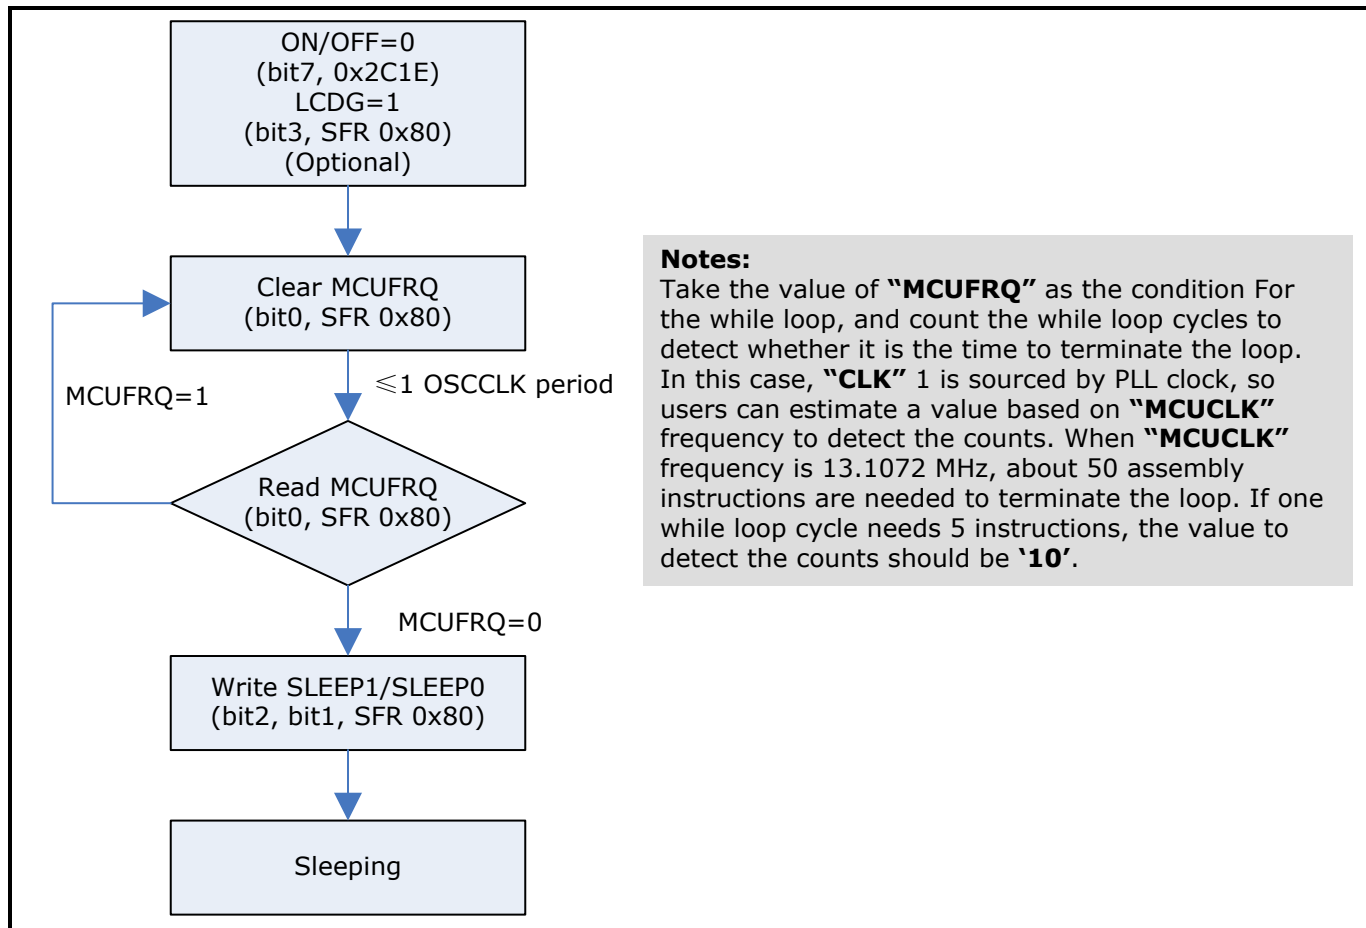 ON/OFF=0
(bit7, 0x2C1E)
LCDG=1
(bit3, SFR 0x80)
(Optional)
Clear MCUFRQ
(bit0, SFR 0x80)
≤1 OSCCLK period
MCUFRQ=1
Read MCUFRQ
(bit0, SFR 0x80)
MCUFRQ=0
Write SLEEP1/SLEEP0
(bit2, bit1, SFR 0x80)
Sleeping
Notes:
Take the value of “MCUFRQ” as the condition For
the while loop, and count the while loop cycles to
detect whether it is the time to terminate the loop.
In this case, “CLK” 1 is sourced by PLL clock, so
users can estimate a value based on “MCUCLK”
frequency to detect the counts. When “MCUCLK”
frequency is 13.1072 MHz, about 50 assembly
instructions are needed to terminate the loop. If one
while loop cycle needs 5 instructions, the value to
detect the counts should be ‘10’.